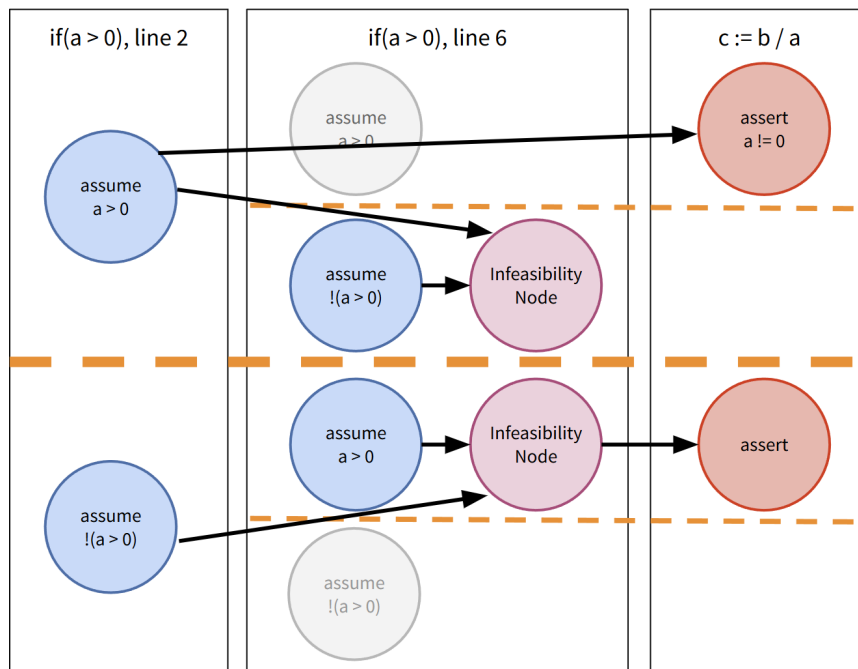 if(a > 0), line 2
if(a > 0), line 6
c := b / a
assume
a > 0
assert
a != 0
assume
a > 0
assume
!(a > 0)
Infeasibility
Node
assume
a > 0
Infeasibility
Node
assert
assume
!(a > 0)
assume
!(a > 0)